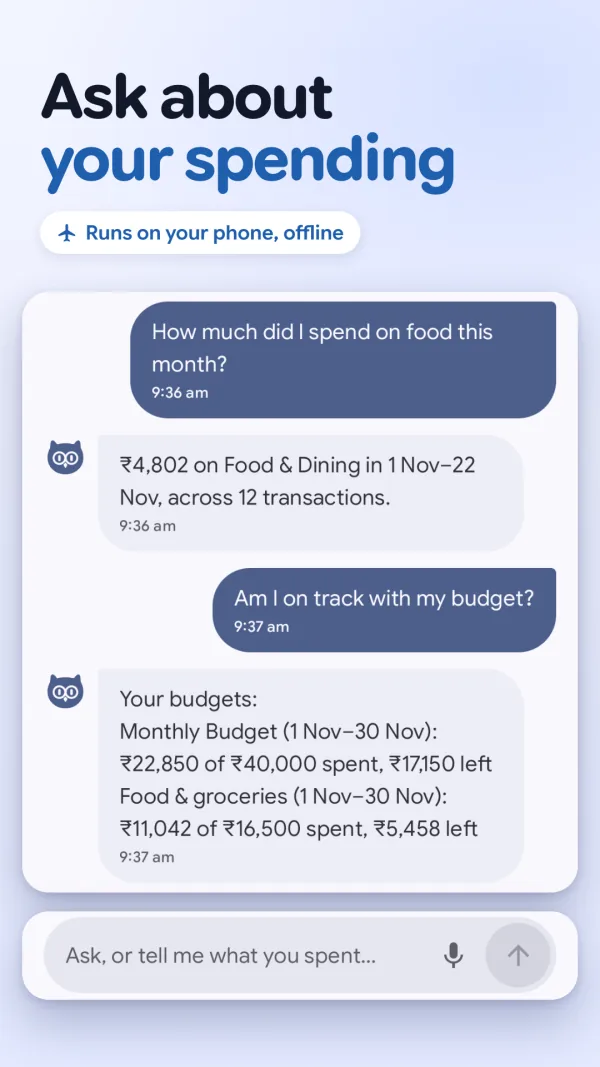 Ask about
your spending
Runs on your phone, offline
How much did I spend on food this
month?
9:36 am
₹4,802 on Food & Dining in 1 Nov–22
Nov, across 12 transactions.
9:36 am
Am I on track with my budget?
9:37 am
Your budgets:
Monthly Budget (1 Nov–30 Nov):
₹22,850 of ₹40,000 spent, ₹17,150 left
Food & groceries (1 Nov–30 Nov):
₹11,042 of ₹16,500 spent, ₹5,458 left
9:37 am
Ask, or tell me what you spent...